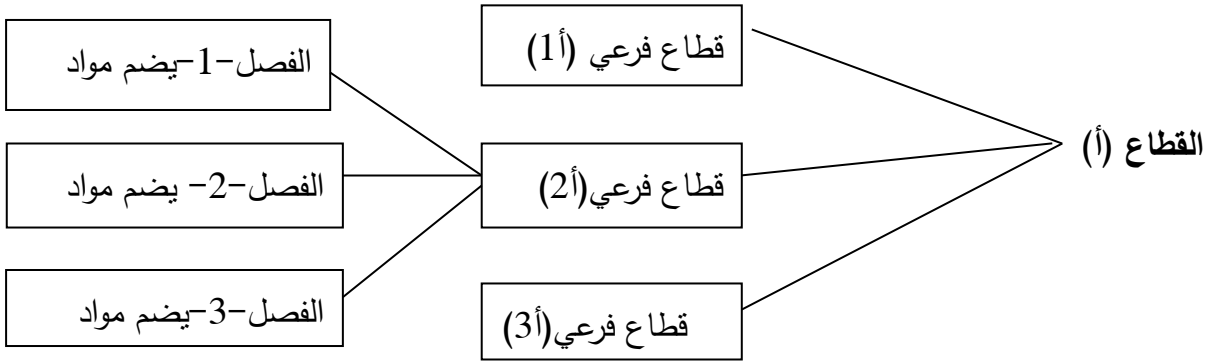 القطاع (أ)
قطاع فرعي (أ1)
قطاع فرعي(أ2)
قطاع فرعي(أ3)
الفصل-1-يضم مواد
الفصل-2- يضم مواد
الفصل-3-يضم مواد